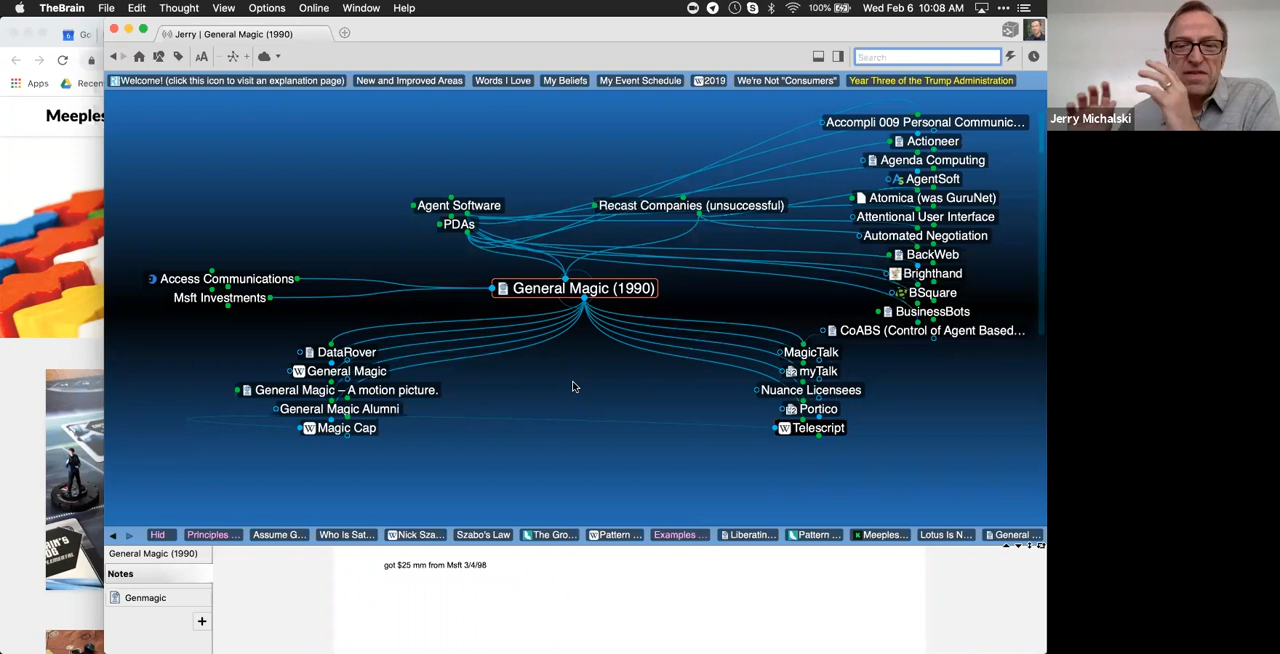 TheBrain File Edit Thought View Options Online Window Help 100% Wed Feb 6 10:08 AM
Jerry | General Magic (1990)
Apps
Meeples
AA
Search
Welcome! (click this icon to visit an explanation page) New and Improved Areas Words I Love My Beliefs My Event Schedule 2019 We're Not "Consumers" Year Three of the Trump Administration
Jerry Michalski
Accompli 009 Personal Communic...
Actioneer
Agenda Computing
AgentSoft
Atomica (was GuruNet)
Attentional User Interface
Automated Negotiation
BackWeb
Brighthand
BSquare
BusinessBots
CoABS (Control of Agent Based...
Agent Software
PDAs
Recast Companies (unsuccessful)
Access Communications
Msft Investments
General Magic (1990)
DataRover
General Magic
General Magic – A motion picture.
General Magic Alumni
Magic Cap
MagicTalk
myTalk
Nuance Licensees
Portico
Telescript
Hid Principles ... Assume G... Who Is Sat... Nick Sza... Szabo's Law The Gro... Pattern ... Examples ... Liberatin... Pattern ... Meeples... Lotus Is N... General ...
General Magic (1990)
Notes
Genmagic
+
got $25 mm from Msft 3/4/98